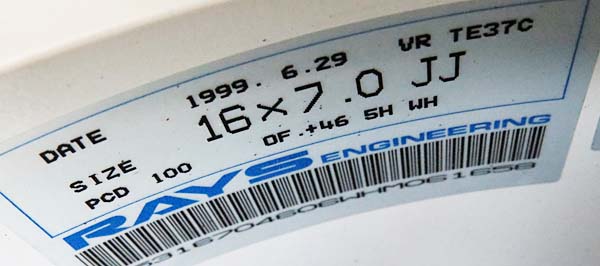 DATE 1999. 6.29 VR TE37C
SIZE 16×7.0 JJ
PCD 100 OF.+46 5H WH
RAYS ENGINEERING